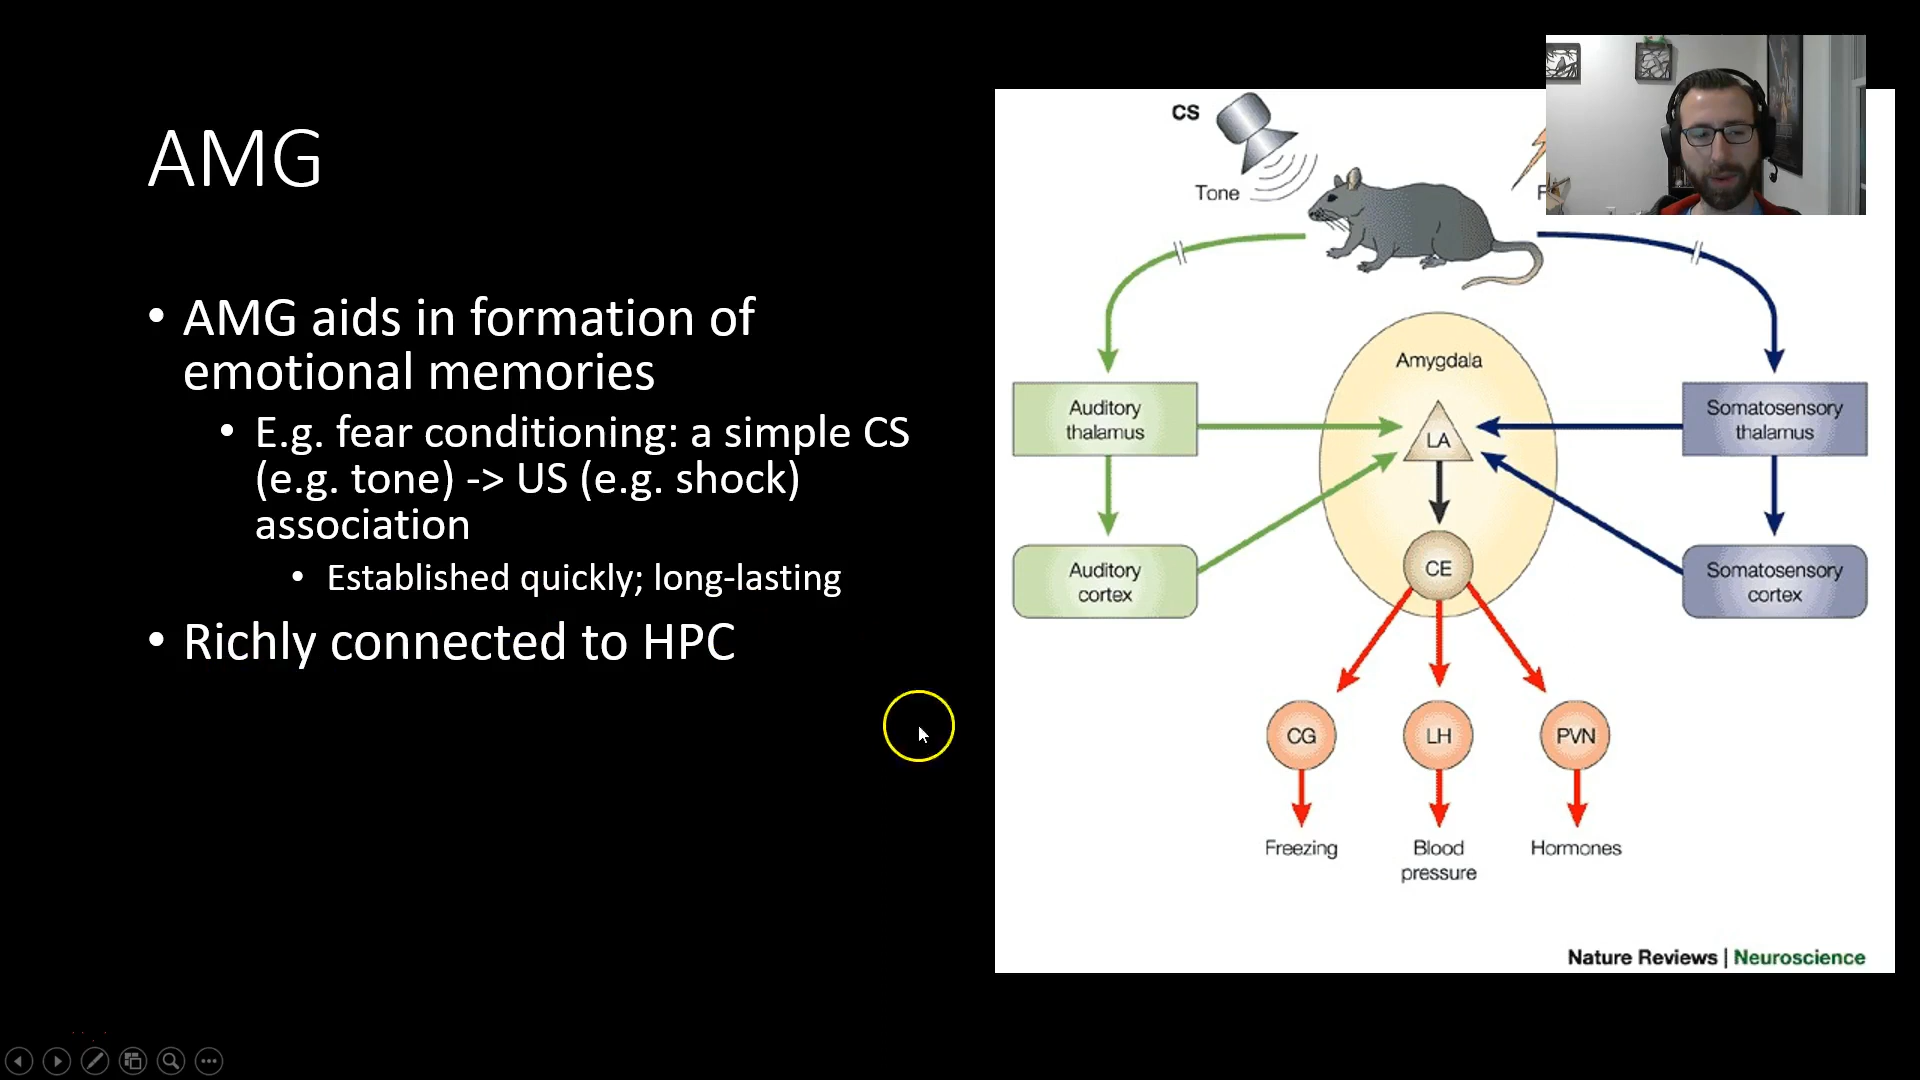 AMG
• AMG aids in formation of
emotional memories
• E.g. fear conditioning: a simple CS
(e.g. tone) -> US (e.g. shock)
association
• Established quickly; long-lasting
• Richly connected to HPC
CS
Tone
Amygdala
Auditory
thalamus
LA
Somatosensory
thalamus
Auditory
cortex
CE
Somatosensory
cortex
CG
LH
PVN
Freezing
Blood
pressure
Hormones
Nature Reviews | Neuroscience